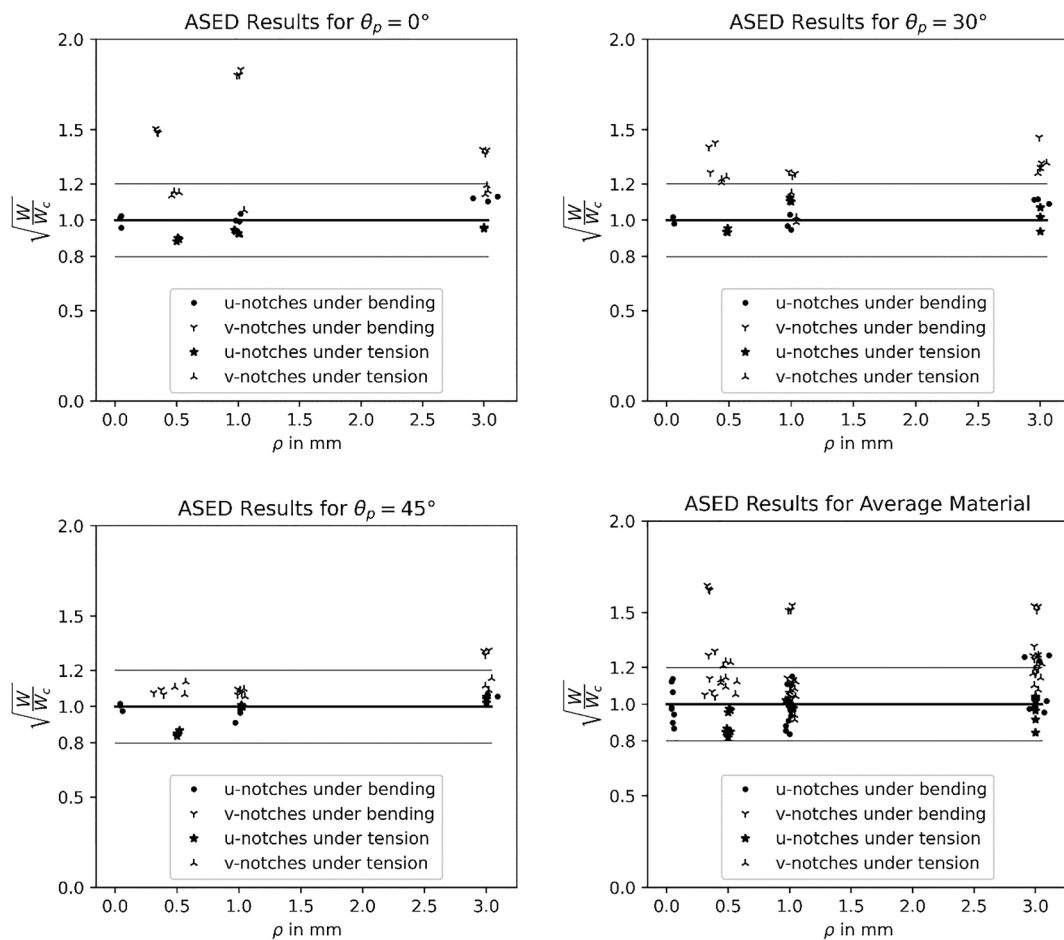 ASED Results for θp = 0°
2.0
1.5
1.2
1.0
0.8
0.5
0.0
√W/Wc
u-notches under bending
v-notches under bending
u-notches under tension
v-notches under tension
0.0 0.5 1.0 1.5 2.0 2.5 3.0
ρ in mm
ASED Results for θp = 30°
2.0
1.5
1.2
1.0
0.8
0.5
0.0
√W/Wc
u-notches under bending
v-notches under bending
u-notches under tension
v-notches under tension
0.0 0.5 1.0 1.5 2.0 2.5 3.0
ρ in mm
ASED Results for θp = 45°
2.0
1.5
1.2
1.0
0.8
0.5
0.0
√W/Wc
u-notches under bending
v-notches under bending
u-notches under tension
v-notches under tension
0.0 0.5 1.0 1.5 2.0 2.5 3.0
ρ in mm
ASED Results for Average Material
2.0
1.5
1.2
1.0
0.8
0.5
0.0
√W/Wc
u-notches under bending
v-notches under bending
u-notches under tension
v-notches under tension
0.0 0.5 1.0 1.5 2.0 2.5 3.0
ρ in mm